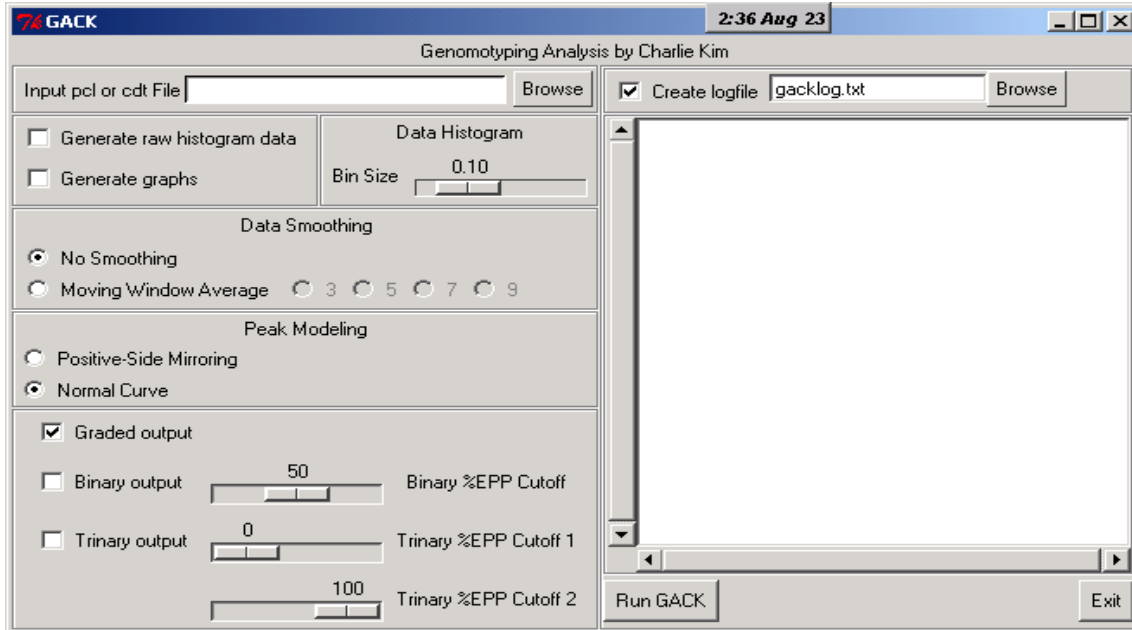 GACK
2:36 Aug 23
Genomotyping Analysis by Charlie Kim
Input pcl or cdt File Browse
Create logfile gacklog.txt Browse
Generate raw histogram data
Generate graphs
Data Histogram
Bin Size 0.10
Data Smoothing
No Smoothing
Moving Window Average 3 5 7 9
Peak Modeling
Positive-Side Mirroring
Normal Curve
Graded output
Binary output 50 Binary %EPP Cutoff
Trinary output 0 Trinary %EPP Cutoff 1
100 Trinary %EPP Cutoff 2
Run GACK Exit